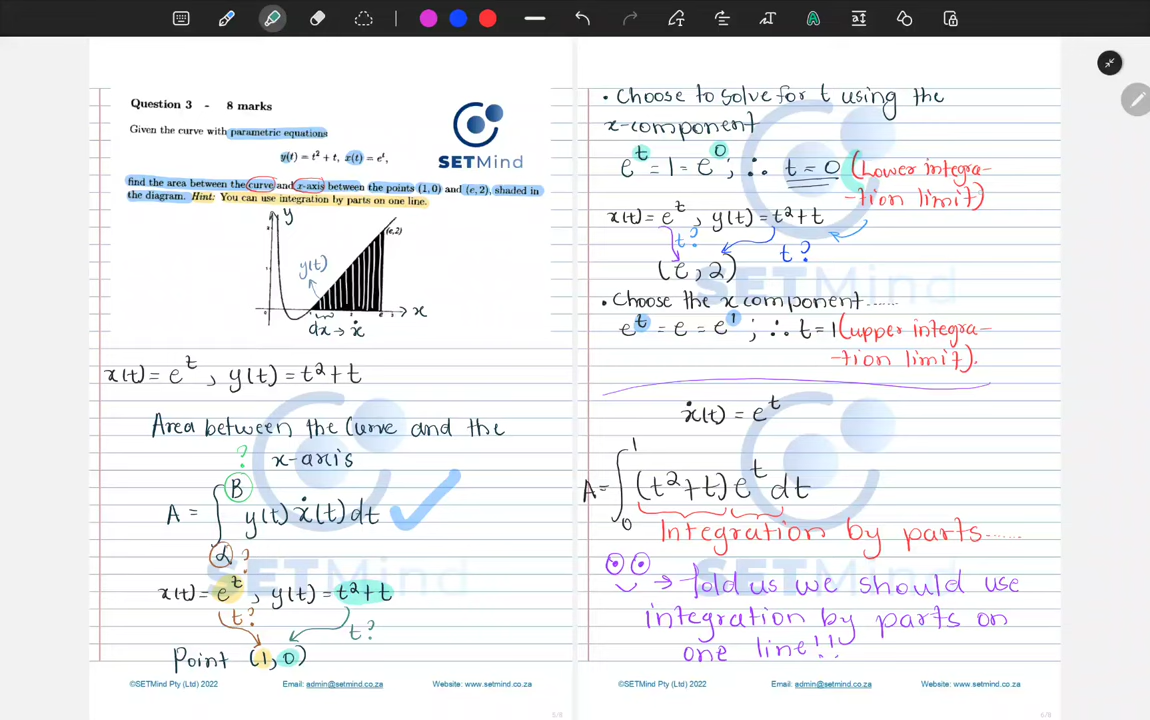 Question 3 - 8 marks
Given the curve with parametric equations
y(t) = t² + t, x(t) = eᵗ,
SETMind
find the area between the curve and x-axis between the points (1, 0) and (e, 2), shaded in
the diagram. Hint: You can use integration by parts on one line.
y
(e,2)
y(t)
x
dx → ẋ
x(t) = eᵗ, y(t) = t² + t
Area between the Curve and the
x-axis
?
B
A = ∫ y(t) ẋ(t) dt
α ?
x(t) = eᵗ, y(t) = t² + t
t?
t?
Point (1, 0)
©SETMind Pty (Ltd) 2022 Email: admin@setmind.co.za Website: www.setmind.co.za
5/8
• Choose to solve for t using the
x-component
eᵗ = 1 = e⁰; ∴ t = 0 (Lower integra-
-tion limit)
x(t) = eᵗ, y(t) = t² + t
t?
t?
(e, 2)
• Choose the x component ......
eᵗ = e = e¹; ∴ t = 1 (upper integra-
-tion limit).
ẋ(t) = eᵗ
A = ∫₀¹ (t² + t) eᵗ dt
Integration by parts......
→ Told us we should use
integration by parts on
one line!!
SETMind
©SETMind Pty (Ltd) 2022 Email: admin@setmind.co.za Website: www.setmind.co.za
6/8